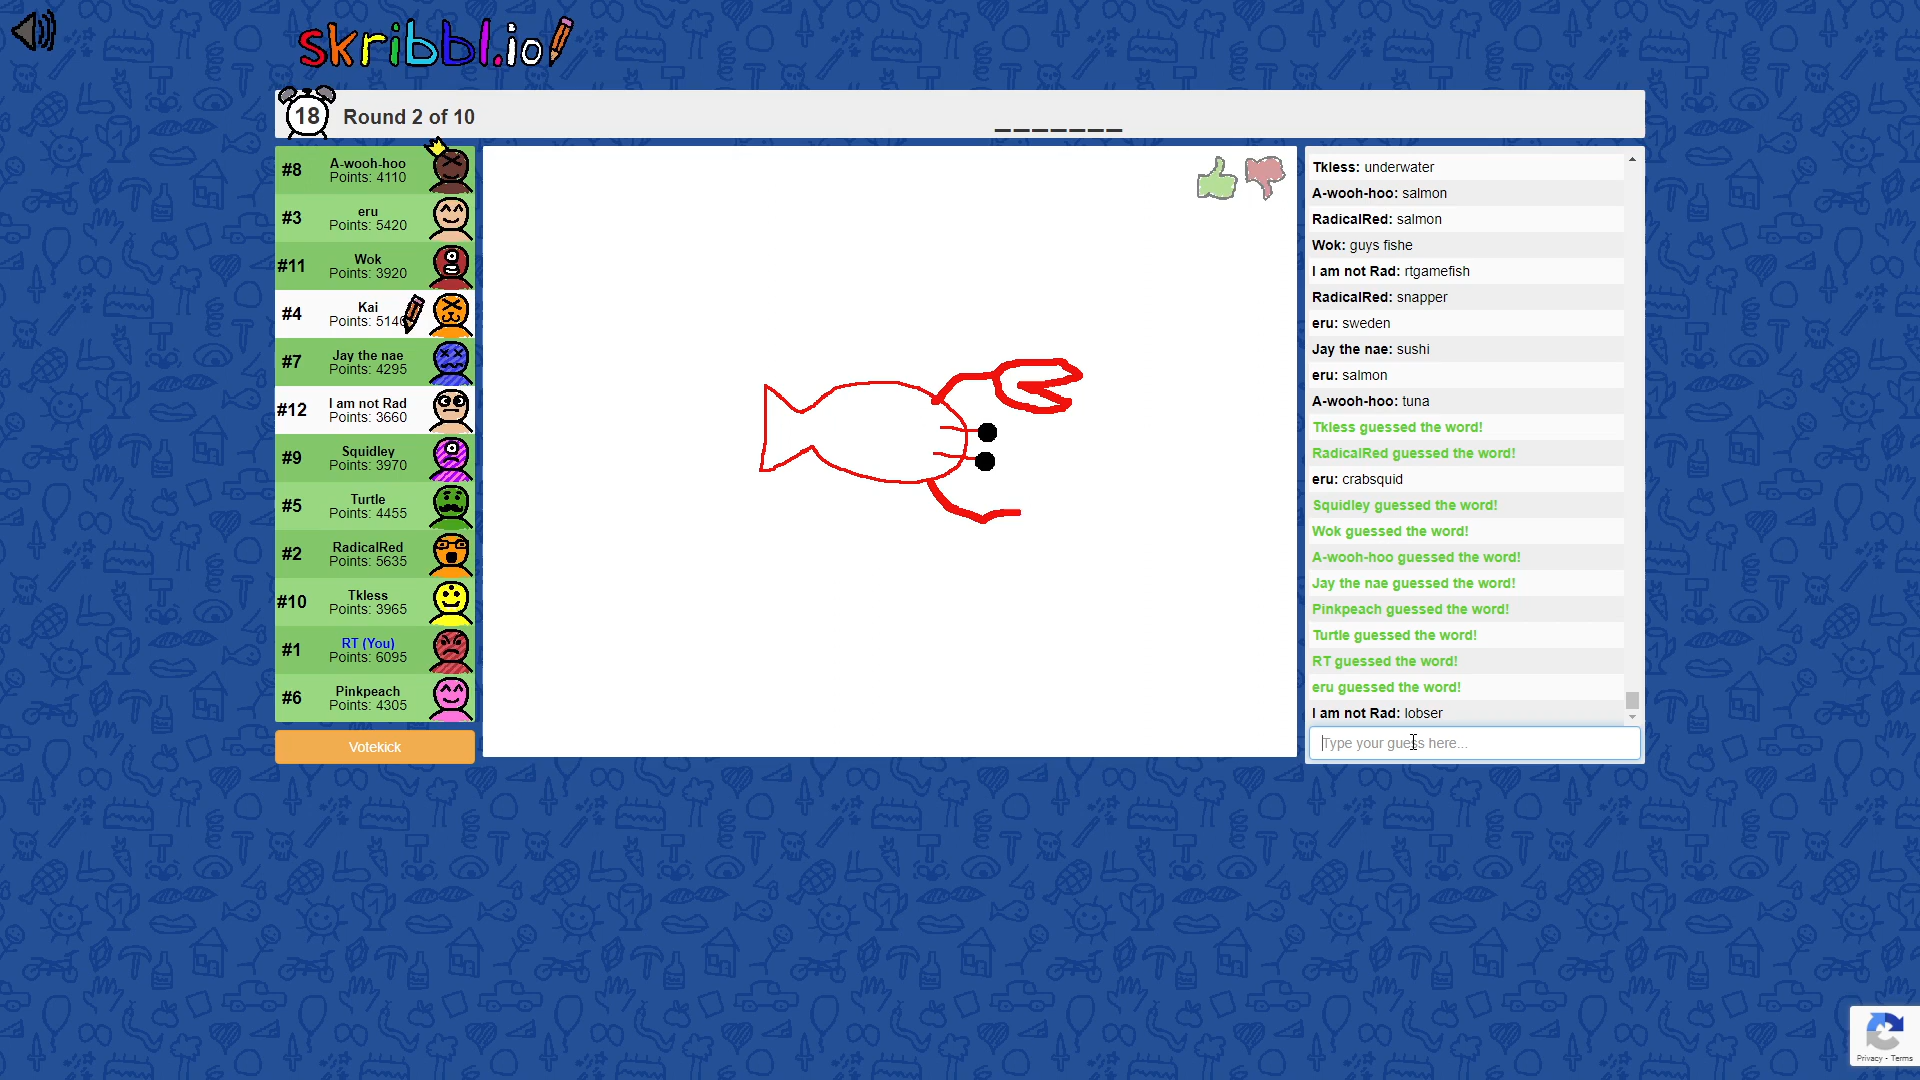 skribbl.io
18
Round 2 of 10
_______
#8
A-wooh-hoo
Points: 4110
#3
eru
Points: 5420
#11
Wok
Points: 3920
#4
Kai
Points: 5140
#7
Jay the nae
Points: 4295
#12
I am not Rad
Points: 3660
#9
Squidley
Points: 3970
#5
Turtle
Points: 4455
#2
RadicalRed
Points: 5635
#10
Tkless
Points: 3965
#1
RT (You)
Points: 6095
#6
Pinkpeach
Points: 4305
Votekick
Tkless: underwater
A-wooh-hoo: salmon
RadicalRed: salmon
Wok: guys fishe
I am not Rad: rtgamefish
RadicalRed: snapper
eru: sweden
Jay the nae: sushi
eru: salmon
A-wooh-hoo: tuna
Tkless guessed the word!
RadicalRed guessed the word!
eru: crabsquid
Squidley guessed the word!
Wok guessed the word!
A-wooh-hoo guessed the word!
Jay the nae guessed the word!
Pinkpeach guessed the word!
Turtle guessed the word!
RT guessed the word!
eru guessed the word!
I am not Rad: lobser
Type your guess here...
Privacy - Terms